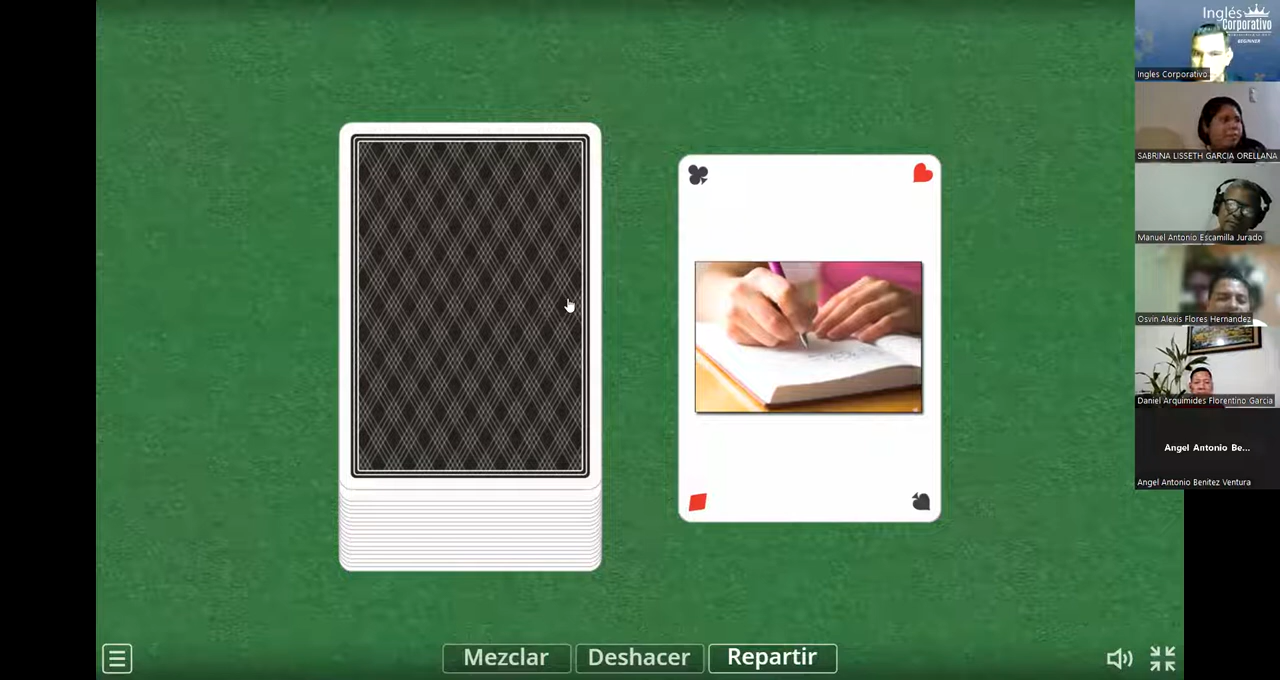 Inglés
Corporativo
BEGINNER
Ingles Corporativo
SABRINA LISSETH GARCIA ORELLANA
Manuel Antonio Escamilla Jurado
Osvin Alexis Flores Hernandez
Daniel Arquimides Florentino Garcia
Angel Antonio Be...
Angel Antonio Benitez Ventura
Mezclar
Deshacer
Repartir